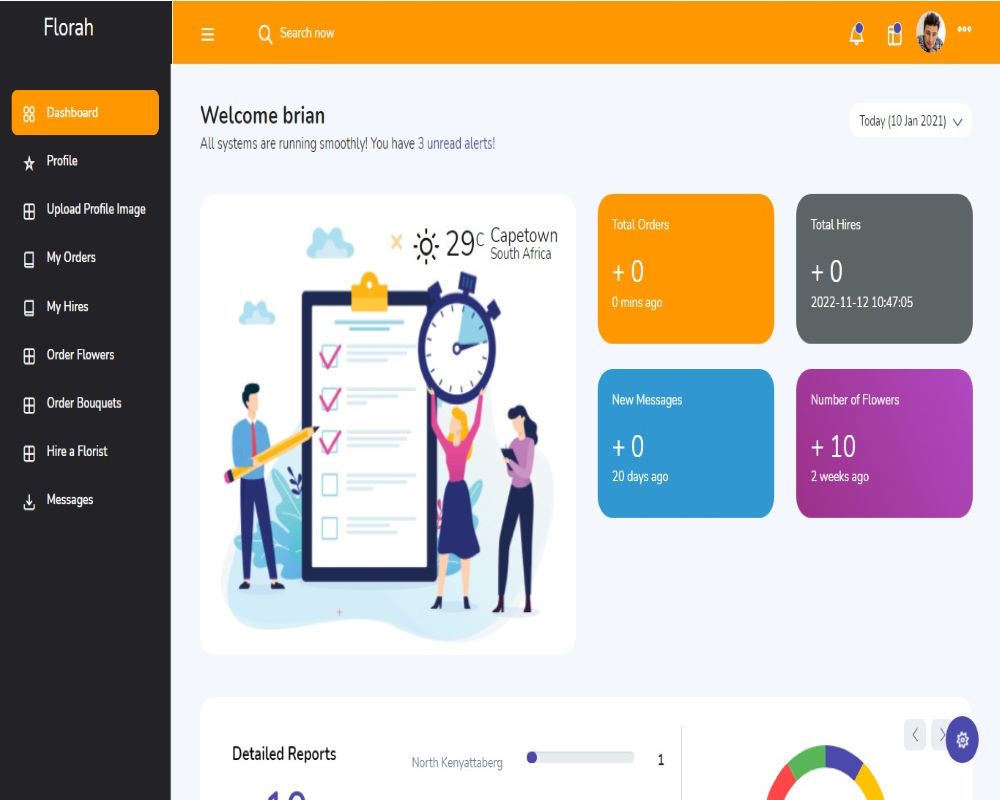 Florah
Search now
Dashboard
Profile
Upload Profile Image
My Orders
My Hires
Order Flowers
Order Bouquets
Hire a Florist
Messages
Welcome brian
All systems are running smoothly! You have 3 unread alerts!
Today (10 Jan 2021)
29C
Capetown
South Africa
Total Orders
+ 0
0 mins ago
Total Hires
+ 0
2022-11-12 10:47:05
New Messages
+ 0
20 days ago
Number of Flowers
+ 10
2 weeks ago
Detailed Reports
North Kenyattaberg
1